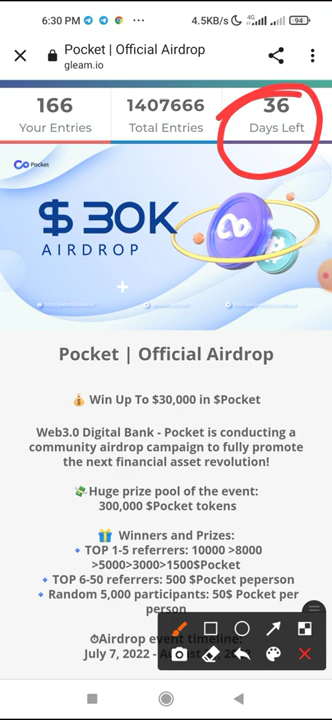 6:30 PM
4.5KB/s
4G
94
Pocket | Official Airdrop
gleam.io
166
1407666
36
Your Entries
Total Entries
Days Left
Pocket
$ 30K
AIRDROP
Pocket | Official Airdrop
💰 Win Up To $30,000 in $Pocket
Web3.0 Digital Bank - Pocket is conducting a
community airdrop campaign to fully promote
the next financial asset revolution!
💸Huge prize pool of the event:
300,000 $Pocket tokens
🎁 Winners and Prizes:
🔹TOP 1-5 referrers: 10000 >8000
>5000>3000>1500$Pocket
🔹TOP 6-50 referrers: 500 $Pocket peperson
🔹Random 5,000 participants: 50$ Pocket per
person
⏱Airdrop event timeline:
July 7, 2022 -